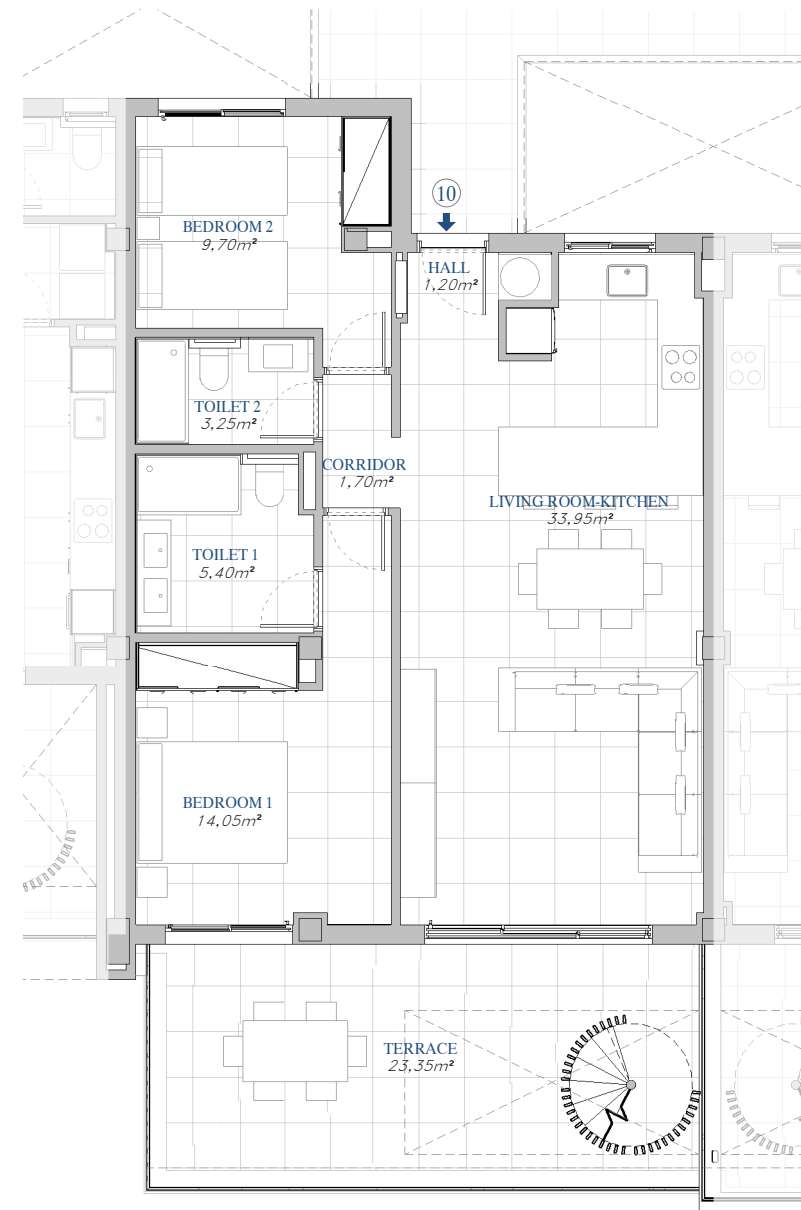 10
BEDROOM 2
9,70m²
HALL
1,20m²
TOILET 2
3,25m²
CORRIDOR
1,70m²
LIVING ROOM-KITCHEN
33,95m²
TOILET 1
5,40m²
BEDROOM 1
14,05m²
TERRACE
23,35m²